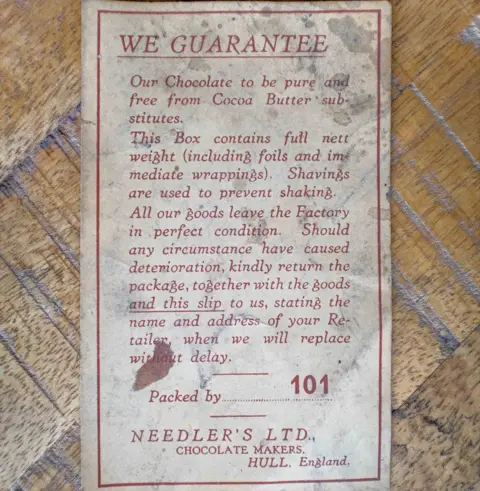 WE GUARANTEE
Our Chocolate to be pure and
free from Cocoa Butter sub-
stitutes.
This Box contains full nett
weight (including foils and im-
mediate wrappings). Shavings
are used to prevent shaking.
All our goods leave the Factory
in perfect condition. Should
any circumstance have caused
deterioration, kindly return the
package, together with the goods
and this slip to us, stating the
name and address of your Re-
tailer, when we will replace
without delay.
Packed by.................... 101
NEEDLER'S LTD.,
CHOCOLATE MAKERS,
HULL, England.